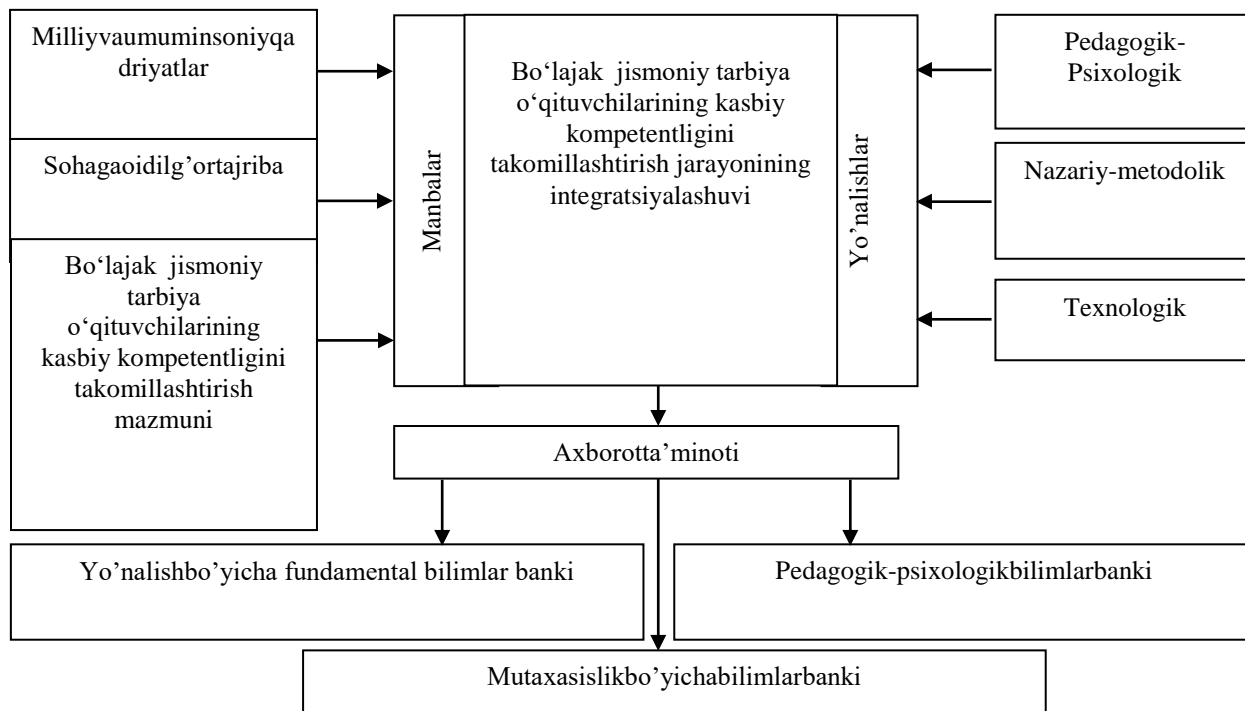 Milliyvaumuminsoniyqa
driyatlar
Sohagaoidilg’ortajriba
Bo‘lajak jismoniy
tarbiya
o‘qituvchilarining
kasbiy kompetentligini
takomillashtirish
mazmuni
Manbalar
Bo‘lajak jismoniy tarbiya
o‘qituvchilarining kasbiy
kompetentligini
takomillashtirish jarayonining
integratsiyalashuvi
Yo’nalishlar
Pedagogik-
Psixologik
Nazariy-metodolik
Texnologik
Axborotta’minoti
Yo’nalishbo’yicha fundamental bilimlar banki
Pedagogik-psixologikbilimlarbanki
Mutaxasislikbo’yichabilimlarbanki